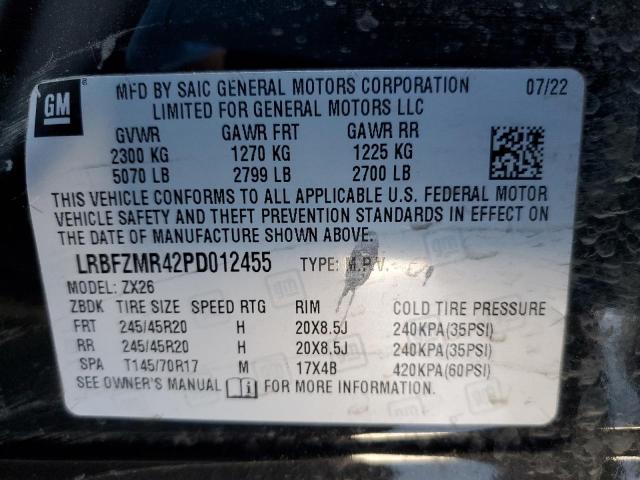 GM
MFD BY SAIC GENERAL MOTORS CORPORATION 07/22
LIMITED FOR GENERAL MOTORS LLC
GVWR GAWR FRT GAWR RR
2300 KG 1270 KG 1225 KG
5070 LB 2799 LB 2700 LB
THIS VEHICLE CONFORMS TO ALL APPLICABLE U.S. FEDERAL MOTOR
VEHICLE SAFETY AND THEFT PREVENTION STANDARDS IN EFFECT ON
THE DATE OF MANUFACTURE SHOWN ABOVE.
LRBFZMR42PD012455 TYPE: M.P.V.
MODEL: ZX26
ZBDK TIRE SIZE SPEED RTG RIM COLD TIRE PRESSURE
FRT 245/45R20 H 20X8.5J 240KPA(35PSI)
RR 245/45R20 H 20X8.5J 240KPA(35PSI)
SPA T145/70R17 M 17X4B 420KPA(60PSI)
SEE OWNER'S MANUAL FOR MORE INFORMATION.